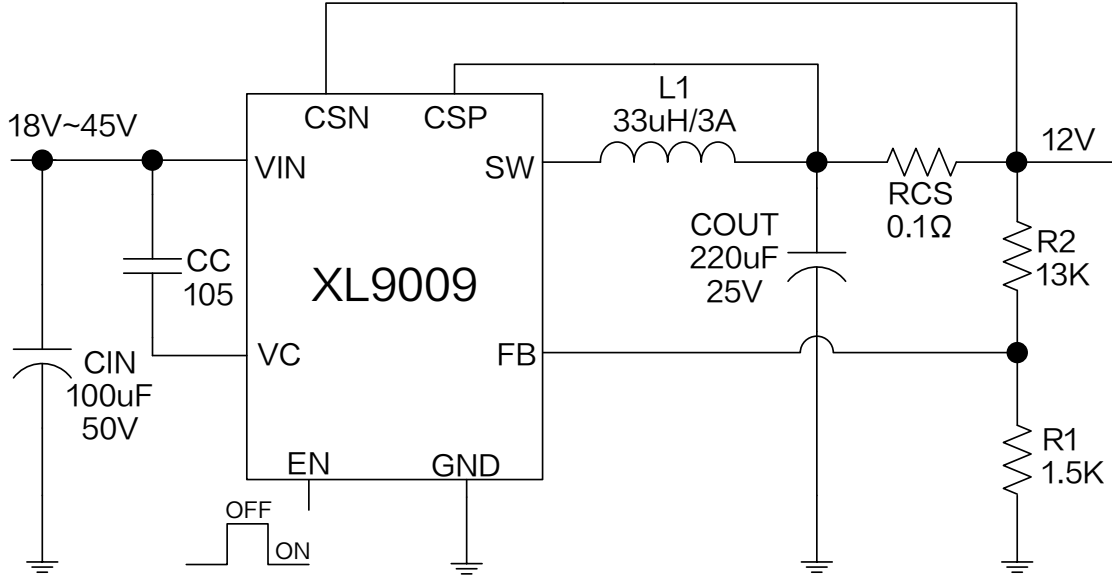 CSN
CSP
L1
33uH/3A
18V~45V
12V
VIN
SW
RCS
0.1Ω
COUT
220uF
25V
R2
13K
CC
105
XL9009
VC
FB
CIN
100uF
50V
R1
1.5K
EN
GND
OFF
ON